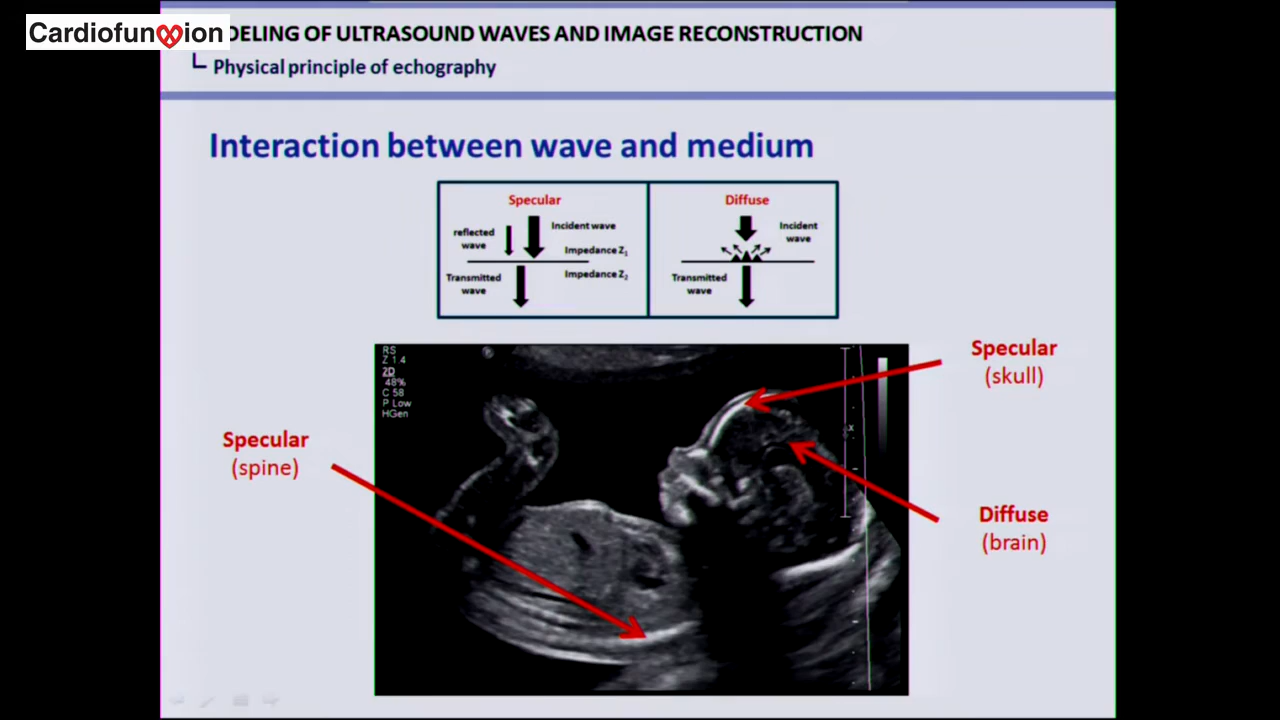 Cardiofunxion
DELING OF ULTRASOUND WAVES AND IMAGE RECONSTRUCTION
Physical principle of echography
Interaction between wave and medium
Specular
reflected
wave
Incident wave
Impedance Z1
Transmitted
wave
Impedance Z2
Diffuse
Incident
wave
Transmitted
wave
RS
Z 1.4
2D
48%
C 58
P Low
HGen
x
Specular
(skull)
Specular
(spine)
Diffuse
(brain)